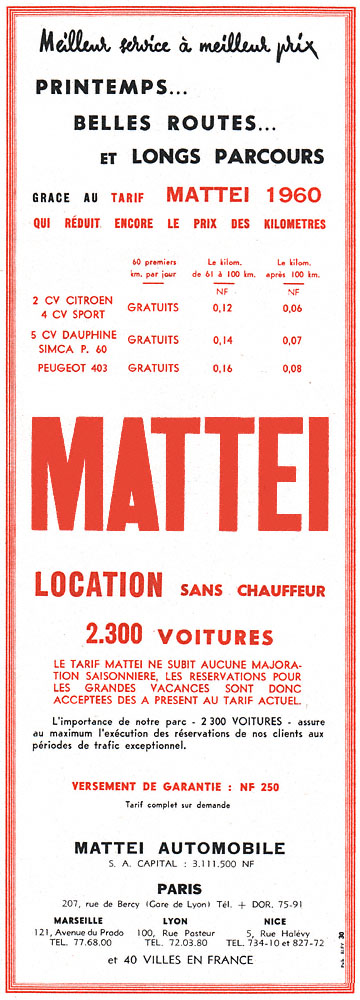 Meilleur service à meilleur prix
PRINTEMPS...
BELLES ROUTES...
ET LONGS PARCOURS
GRACE AU TARIF MATTEI 1960
QUI RÉDUIT ENCORE LE PRIX DES KILOMETRES
60 premiers Le kilom. Le kilom.
km. par jour de 61 à 100 km. après 100 km.
NF NF
2 CV CITROEN
4 CV SPORT GRATUITS 0,12 0,06
5 CV DAUPHINE
SIMCA P. 60 GRATUITS 0,14 0,07
PEUGEOT 403 GRATUITS 0,16 0,08
MATTEI
LOCATION SANS CHAUFFEUR
2.300 VOITURES
LE TARIF MATTEI NE SUBIT AUCUNE MAJORA-
TION SAISONNIERE, LES RESERVATIONS POUR
LES GRANDES VACANCES SONT DONC
ACCEPTEES DES A PRESENT AU TARIF ACTUEL.
L'importance de notre parc - 2 300 VOITURES - assure
au maximum l'exécution des réservations de nos clients aux
périodes de trafic exceptionnel.
VERSEMENT DE GARANTIE : NF 250
Tarif complet sur demande
MATTEI AUTOMOBILE
S. A. CAPITAL : 3.111.500 NF
PARIS
207, rue de Bercy (Gare de Lyon) Tél. + DOR. 75-91
MARSEILLE LYON NICE
121, Avenue du Prado 100, Rue Pasteur 5, Rue Halévy
TEL. 77.68.00 TEL. 72.03.80 TEL. 734-10 et 827-72
et 40 VILLES EN FRANCE